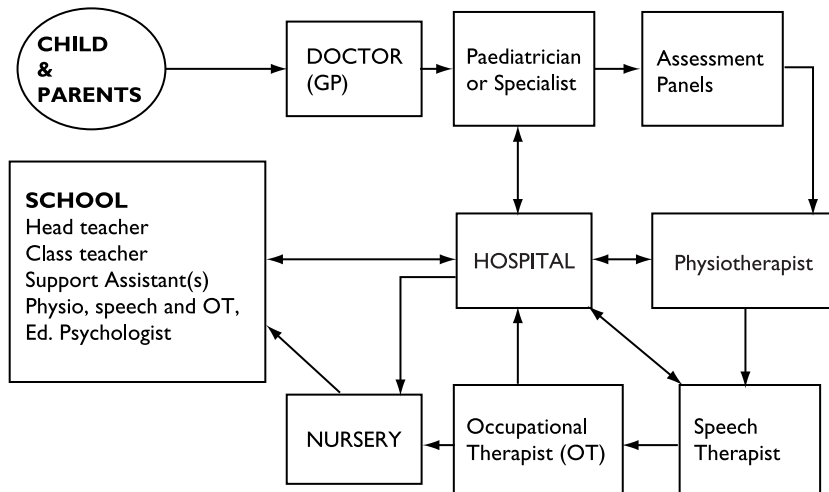 CHILD
&
PARENTS
DOCTOR
(GP)
Paediatrician
or Specialist
Assessment
Panels
SCHOOL
Head teacher
Class teacher
Support Assistant(s)
Physio, speech and OT,
Ed. Psychologist
HOSPITAL
Physiotherapist
NURSERY
Occupational
Therapist (OT)
Speech
Therapist